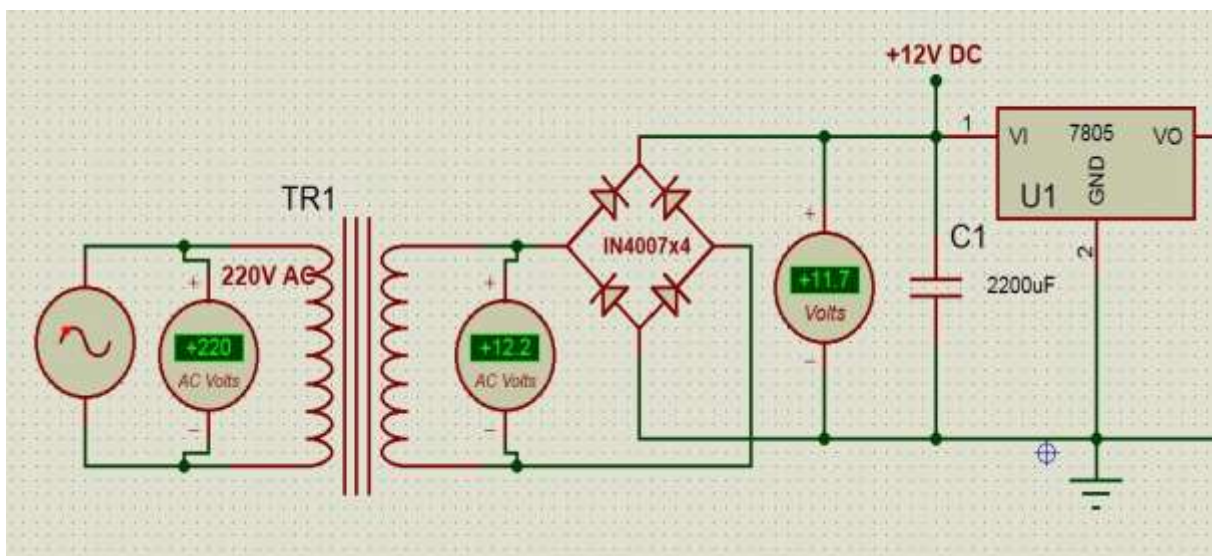 +12V DC
1
VI
7805
VO
GND
U1
2
TR1
IN4007x4
C1
2200uF
220V AC
+
+220
AC Volts
−
+
+12.2
AC Volts
−
+
+11.7
Volts
−